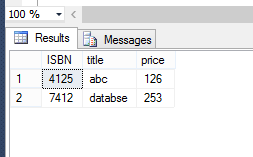 100 %
Results Messages
ISBN title price
1 4125 abc 126
2 7412 databse 253